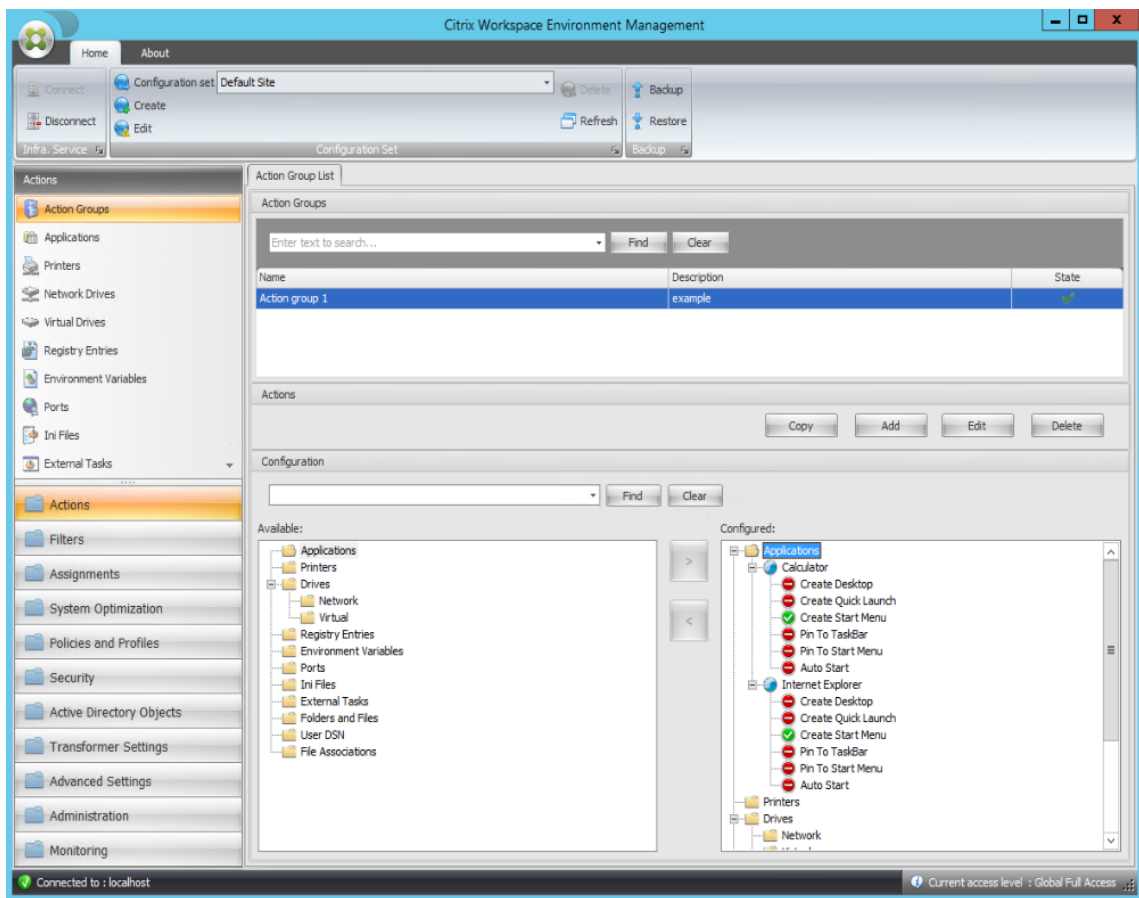 Citrix Workspace Environment Management
Home About
Connect
Disconnect
Infra. Service
Configuration set Default Site
Create
Edit
Delete
Refresh
Configuration Set
Backup
Restore
Backup
Actions
Action Groups
Applications
Printers
Network Drives
Virtual Drives
Registry Entries
Environment Variables
Ports
Ini Files
External Tasks
Actions
Filters
Assignments
System Optimization
Policies and Profiles
Security
Active Directory Objects
Transformer Settings
Advanced Settings
Administration
Monitoring
Action Group List
Action Groups
Enter text to search... Find Clear
Name Description State
Action group 1 example
Actions
Copy Add Edit Delete
Configuration
Find Clear
Available:
Applications
Printers
Drives
Network
Virtual
Registry Entries
Environment Variables
Ports
Ini Files
External Tasks
Folders and Files
User DSN
File Associations
>
<
Configured:
Applications
Calculator
Create Desktop
Create Quick Launch
Create Start Menu
Pin To TaskBar
Pin To Start Menu
Auto Start
Internet Explorer
Create Desktop
Create Quick Launch
Create Start Menu
Pin To TaskBar
Pin To Start Menu
Auto Start
Printers
Drives
Network
Connected to : localhost
Current access level : Global Full Access